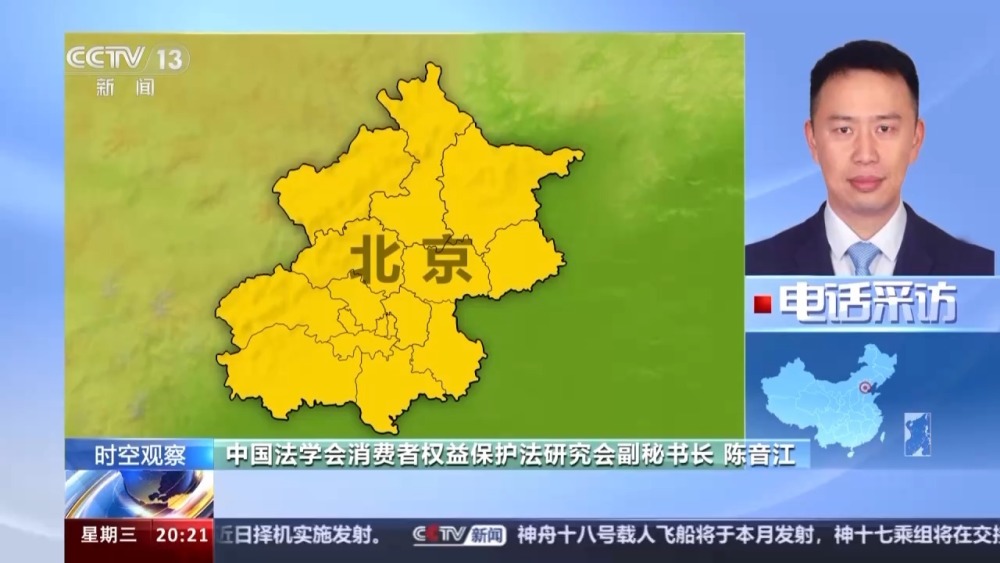 CCTV 13
新闻
北京
电话采访
时空观察
中国法学会消费者权益保护法研究会副秘书长 陈音江
星期三 20:21
近日择机实施发射。 CCTV 新闻 神舟十八号载人飞船将于本月发射，神十七乘组将在交接